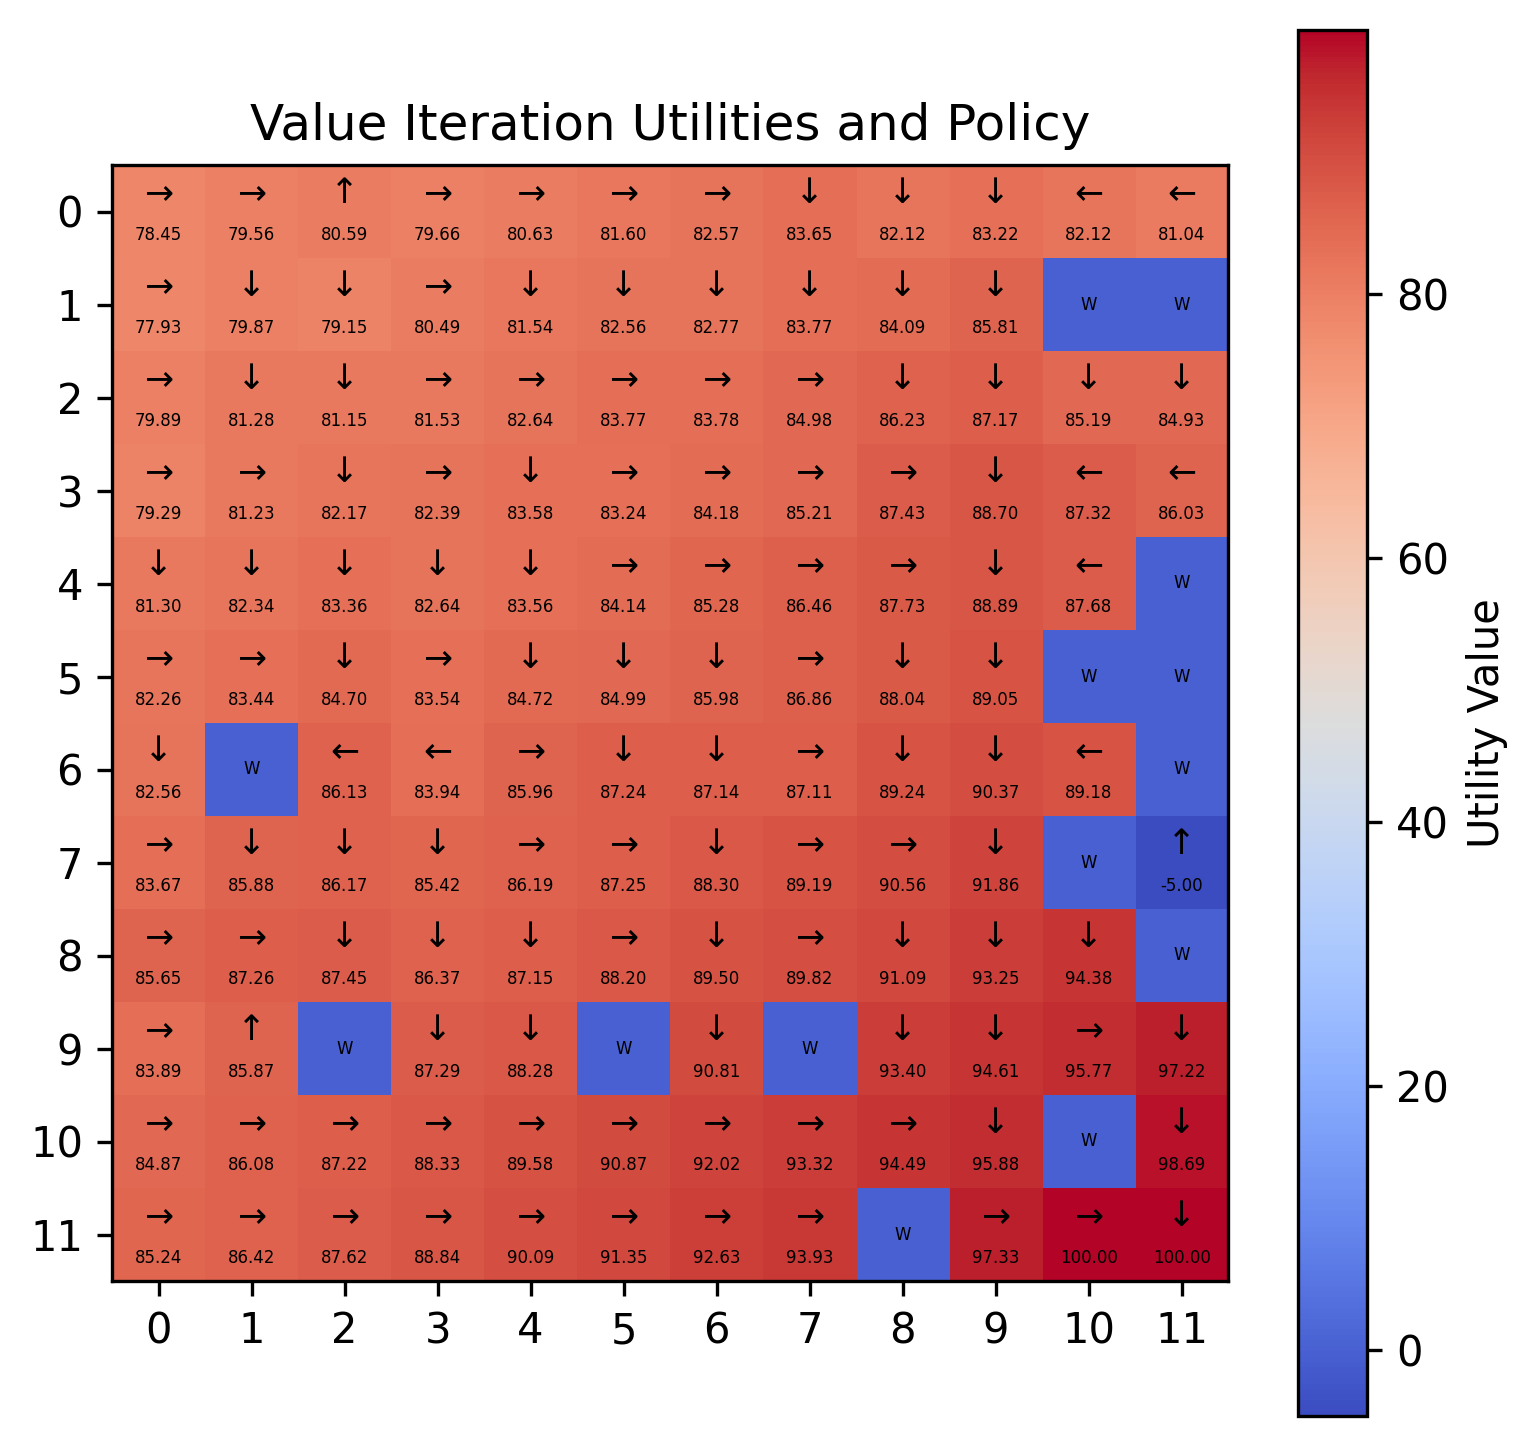 Value Iteration Utilities and Policy
0 → → ↑ → → → → ↓ ↓ ↓ ← ←
78.45 79.56 80.59 79.66 80.63 81.60 82.57 83.65 82.12 83.22 82.12 81.04
1 → ↓ ↓ → ↓ ↓ ↓ ↓ ↓ ↓ W W
77.93 79.87 79.15 80.49 81.54 82.56 82.77 83.77 84.09 85.81
2 → ↓ ↓ → → → → → ↓ ↓ ↓ ↓
79.89 81.28 81.15 81.53 82.64 83.77 83.78 84.98 86.23 87.17 85.19 84.93
3 → → ↓ → ↓ → → → → ↓ ← ←
79.29 81.23 82.17 82.39 83.58 83.24 84.18 85.21 87.43 88.70 87.32 86.03
4 ↓ ↓ ↓ ↓ ↓ → → → → ↓ ← W
81.30 82.34 83.36 82.64 83.56 84.14 85.28 86.46 87.73 88.89 87.68
5 → → ↓ → ↓ ↓ ↓ → ↓ ↓ W W
82.26 83.44 84.70 83.54 84.72 84.99 85.98 86.86 88.04 89.05
6 ↓ W ← ← → ↓ ↓ → ↓ ↓ ← W
82.56 86.13 83.94 85.96 87.24 87.14 87.11 89.24 90.37 89.18
7 → ↓ ↓ ↓ → → ↓ → → ↓ W ↑
83.67 85.88 86.17 85.42 86.19 87.25 88.30 89.19 90.56 91.86 -5.00
8 → → ↓ ↓ ↓ → ↓ → ↓ ↓ ↓ W
85.65 87.26 87.45 86.37 87.15 88.20 89.50 89.82 91.09 93.25 94.38
9 → ↑ W ↓ ↓ W ↓ W ↓ ↓ → ↓
83.89 85.87 87.29 88.28 90.81 93.40 94.61 95.77 97.22
10 → → → → → → → → → ↓ W ↓
84.87 86.08 87.22 88.33 89.58 90.87 92.02 93.32 94.49 95.88 98.69
11 → → → → → → → → W → → ↓
85.24 86.42 87.62 88.84 90.09 91.35 92.63 93.93 97.33 100.00 100.00
0 1 2 3 4 5 6 7 8 9 10 11
80
60
40
20
0
Utility Value